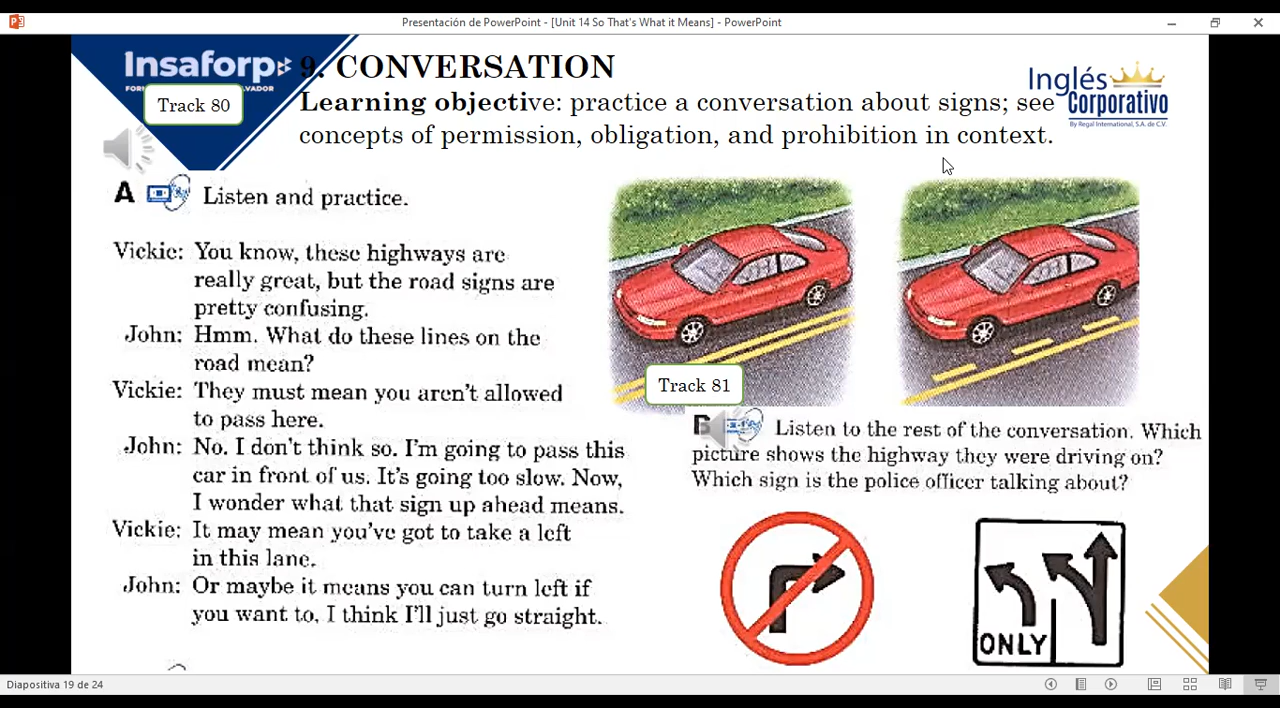 Presentación de PowerPoint - [Unit 14 So That's What it Means] - PowerPoint
Insaforp
Track 80
9. CONVERSATION
Learning objective: practice a conversation about signs; see
concepts of permission, obligation, and prohibition in context.
Inglés
Corporativo
By Regal International, S.A. de C.V.
A Listen and practice.
Vickie: You know, these highways are
really great, but the road signs are
pretty confusing.
John: Hmm. What do these lines on the
road mean?
Vickie: They must mean you aren't allowed
to pass here.
John: No. I don't think so. I'm going to pass this
car in front of us. It's going too slow. Now,
I wonder what that sign up ahead means.
Vickie: It may mean you've got to take a left
in this lane.
John: Or maybe it means you can turn left if
you want to. I think I'll just go straight.
Track 81
B Listen to the rest of the conversation. Which
picture shows the highway they were driving on?
Which sign is the police officer talking about?
ONLY
Diapositiva 19 de 24